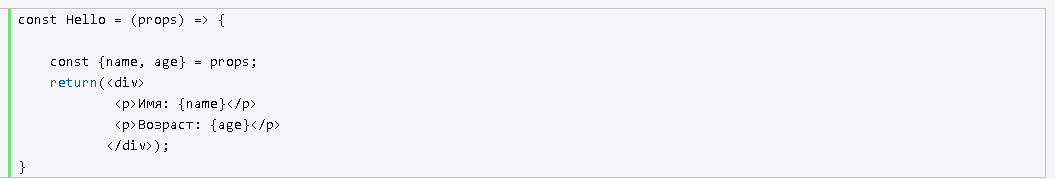 const Hello = (props) => {
const {name, age} = props;
return(<div>
<p>Имя: {name}</p>
<p>Возраст: {age}</p>
</div>);
}